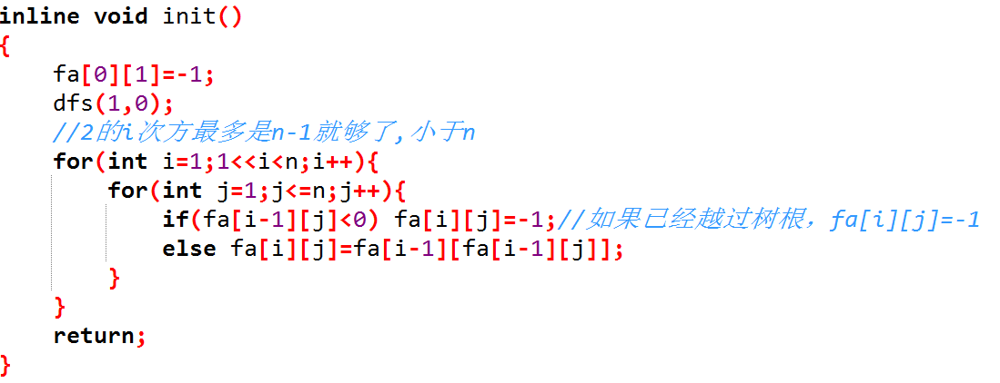 inline void init()
{
    fa[0][1]=-1;
    dfs(1,0);
    //2的i次方最多是n-1就够了,小于n
    for(int i=1;1<<i<n;i++){
        for(int j=1;j<=n;j++){
            if(fa[i-1][j]<0) fa[i][j]=-1;//如果已经越过树根，fa[i][j]=-1
            else fa[i][j]=fa[i-1][fa[i-1][j]];
        }
    }
    return;
}